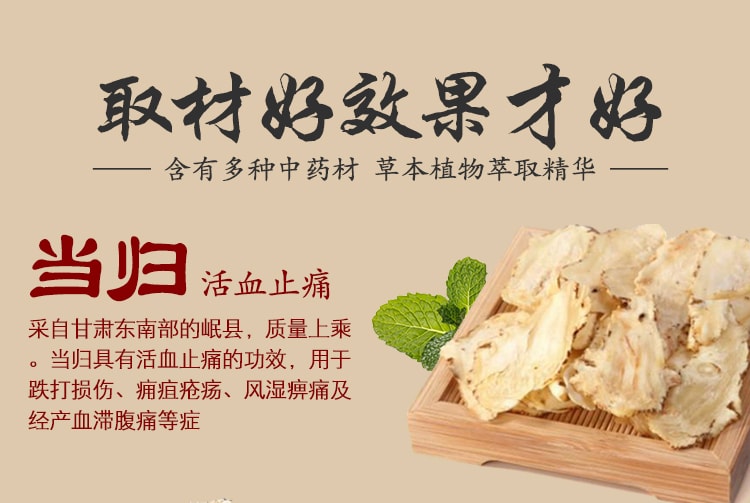 取材好效果才好
含有多种中药材 草本植物萃取精华
当归 活血止痛
采自甘肃东南部的岷县，质量上乘
。当归具有活血止痛的功效，用于
跌打损伤、痈疽疮疡、风湿痹痛及
经产血滞腹痛等症